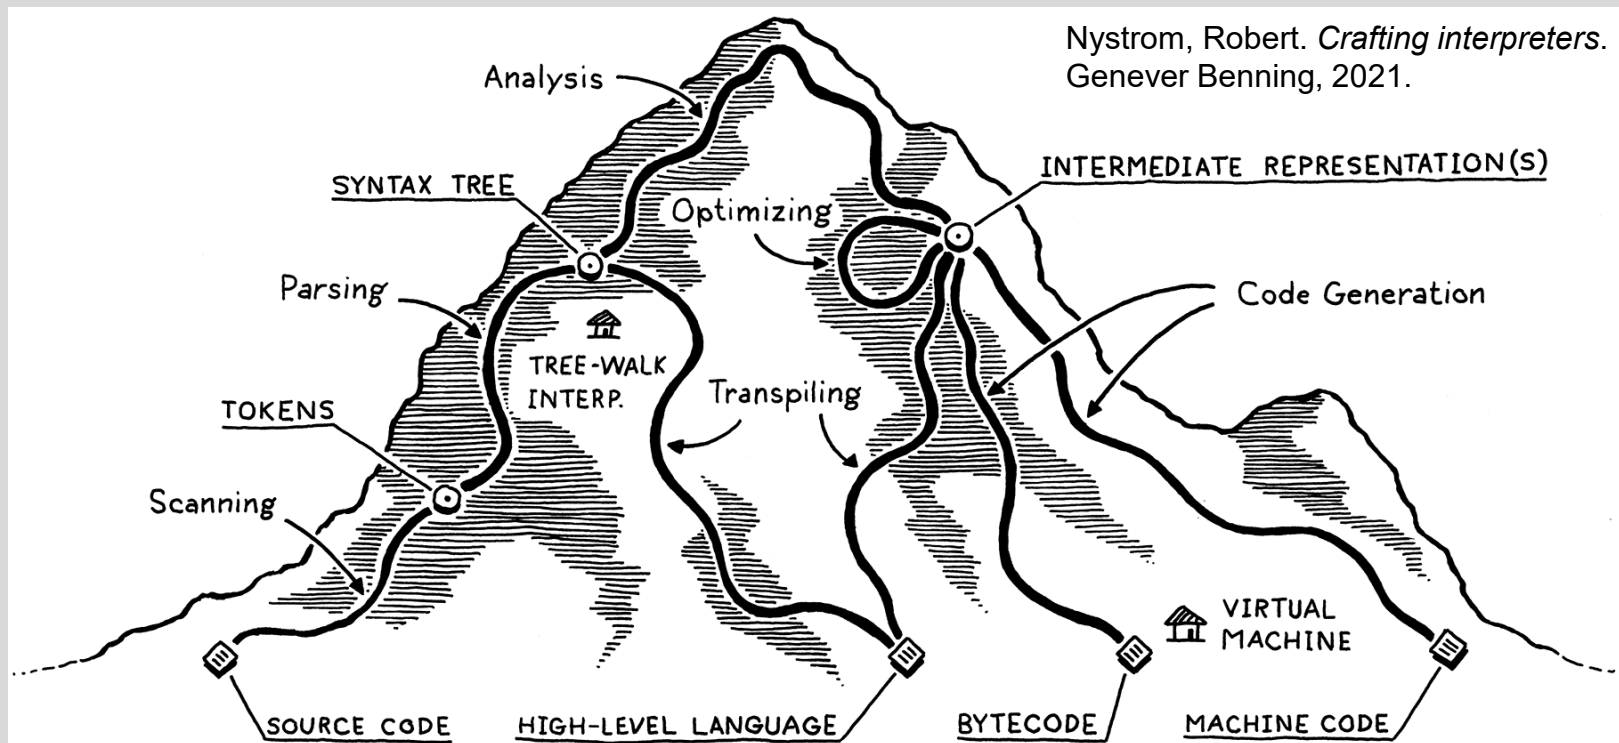 Nystrom, Robert. Crafting interpreters.
Genever Benning, 2021.
Analysis
INTERMEDIATE REPRESENTATION(S)
SYNTAX TREE
Optimizing
Parsing
Code Generation
TREE-WALK
INTERP.
Transpiling
TOKENS
Scanning
VIRTUAL
MACHINE
SOURCE CODE
HIGH-LEVEL LANGUAGE
BYTECODE
MACHINE CODE